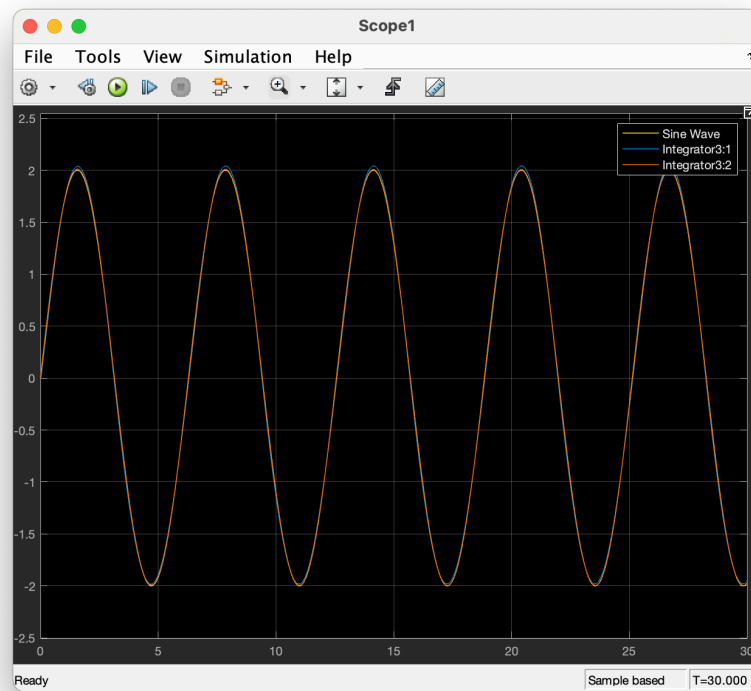 Scope1
File Tools View Simulation Help
Sine Wave
Integrator3:1
Integrator3:2
2.5
2
1.5
1
0.5
0
-0.5
-1
-1.5
-2
-2.5
0 5 10 15 20 25 30
Ready
Sample based
T=30.000